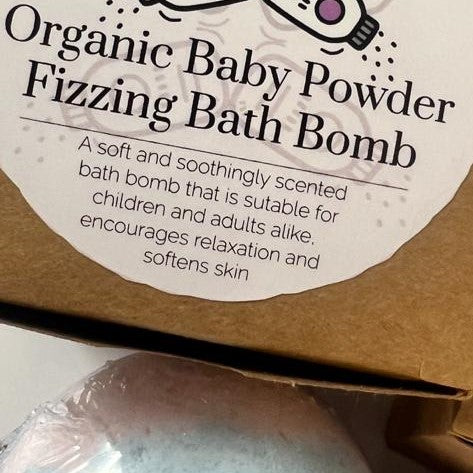 Organic Baby Powder
Fizzing Bath Bomb
A soft and soothingly scented
bath bomb that is sutable for
children and adults alike,
encourages relaxation and
softens skin